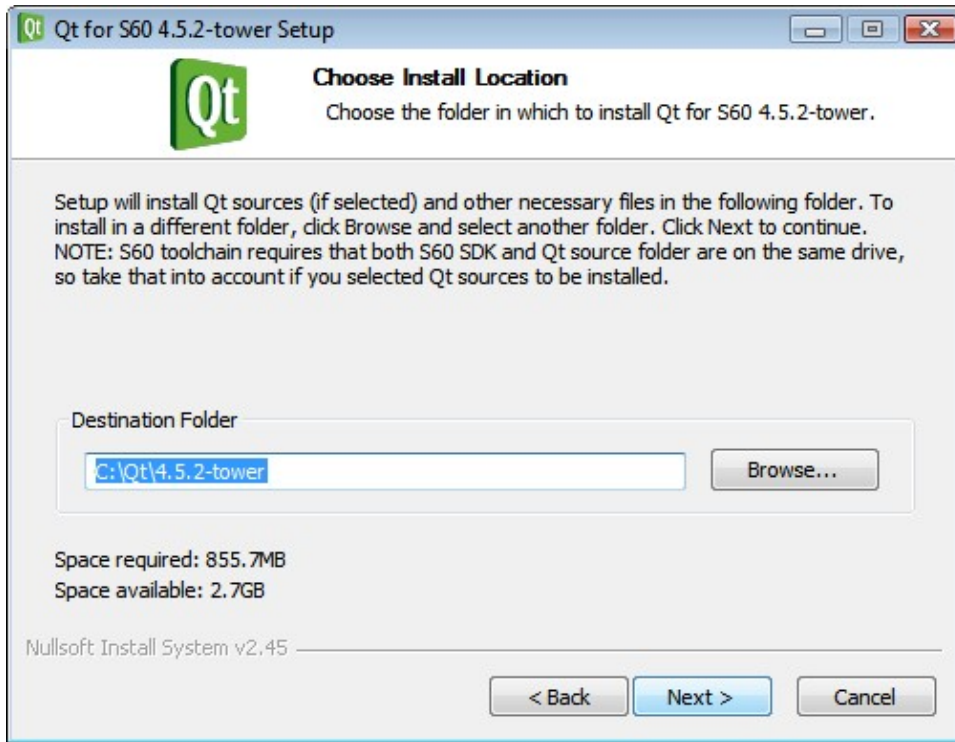 Qt Qt for S60 4.5.2-tower Setup
Qt
Choose Install Location
Choose the folder in which to install Qt for S60 4.5.2-tower.
Setup will install Qt sources (if selected) and other necessary files in the following folder. To
install in a different folder, click Browse and select another folder. Click Next to continue.
NOTE: S60 toolchain requires that both S60 SDK and Qt source folder are on the same drive,
so take that into account if you selected Qt sources to be installed.
Destination Folder
C:\Qt\4.5.2-tower
Browse...
Space required: 855.7MB
Space available: 2.7GB
Nullsoft Install System v2.45
< Back Next > Cancel